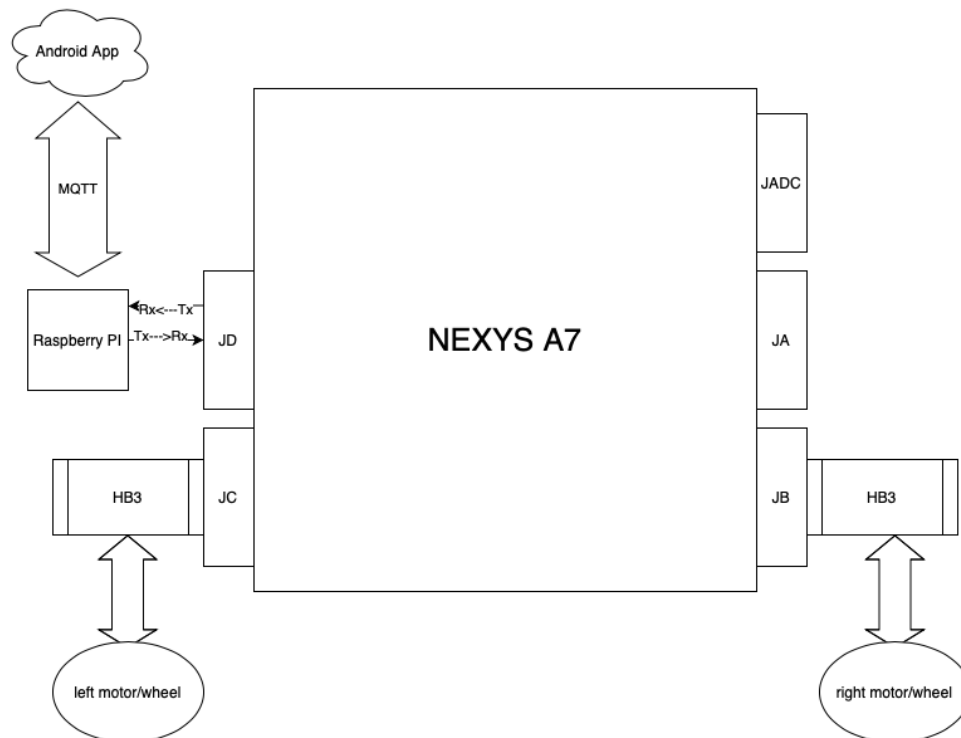 Android App
MQTT
JADC
Rx<---Tx
Raspberry PI
Tx--->Rx
JD
NEXYS A7
JA
HB3
JC
JB
HB3
left motor/wheel
right motor/wheel